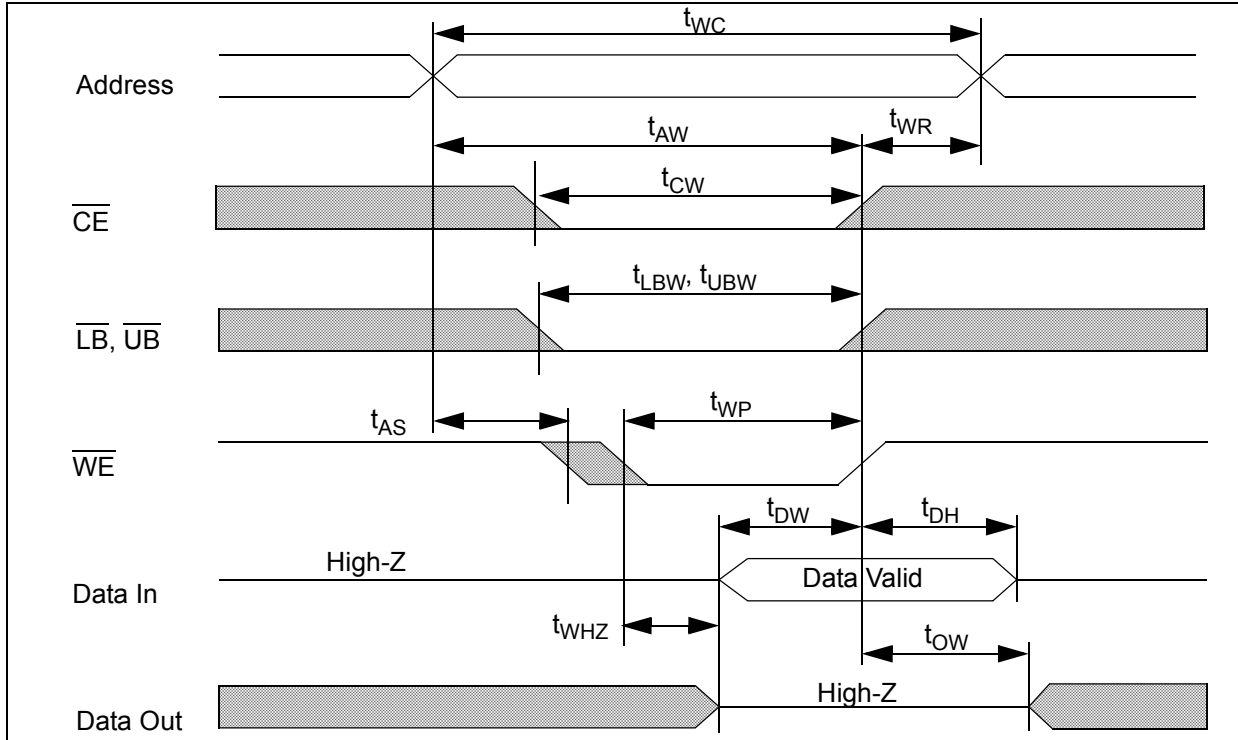 tWC
Address
tAW
tWR
CE
tCW
LB, UB
tLBW, tUBW
WE
tAS
tWP
Data In
High-Z
tDW
tDH
Data Valid
tWHZ
tOW
Data Out
High-Z